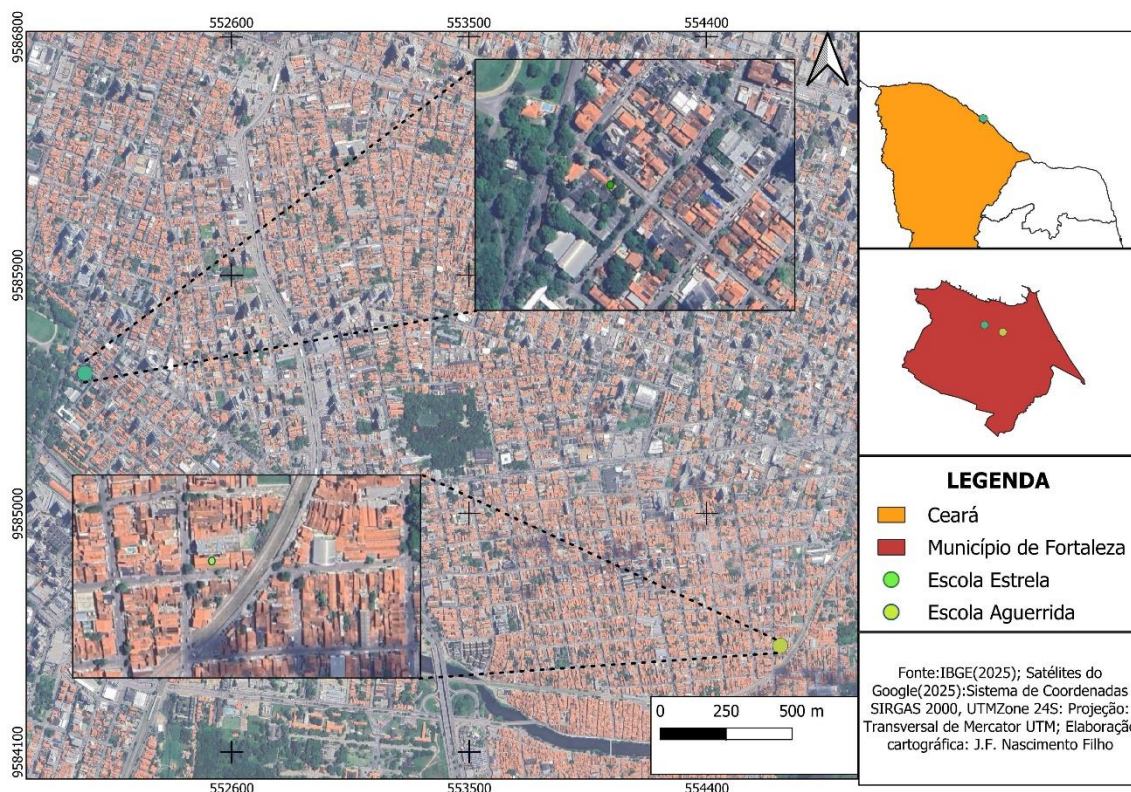 552600 553500 554400
9586800
9585900
9585000
9584100
0 250 500 m
552600 553500 554400
LEGENDA
Ceará
Município de Fortaleza
Escola Estrela
Escola Aguerrida
Fonte:IBGE(2025); Satélites do
Google(2025):Sistema de Coordenadas
SIRGAS 2000, UTMZone 24S: Projeção:
Transversal de Mercator UTM; Elaboração
cartográfica: J.F. Nascimento Filho